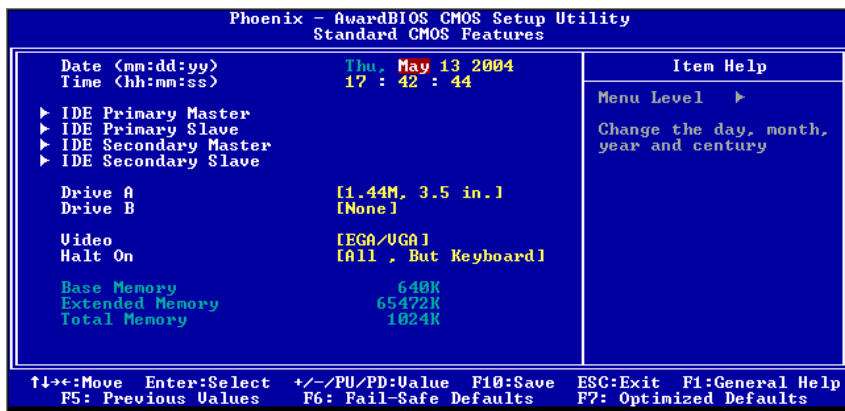 Phoenix - AwardBIOS CMOS Setup Utility
Standard CMOS Features
Date (mm:dd:yy) Thu, May 13 2004
Time (hh:mm:ss) 17 : 42 : 44
▶ IDE Primary Master
▶ IDE Primary Slave
▶ IDE Secondary Master
▶ IDE Secondary Slave
Drive A [1.44M, 3.5 in.]
Drive B [None]
Video [EGA/VGA]
Halt On [All , But Keyboard]
Base Memory 640K
Extended Memory 65472K
Total Memory 1024K
Item Help
Menu Level ▶
Change the day, month,
year and century
↑↓→←:Move Enter:Select +/-/PU/PD:Value F10:Save ESC:Exit F1:General Help
F5: Previous Values F6: Fail-Safe Defaults F7: Optimized Defaults